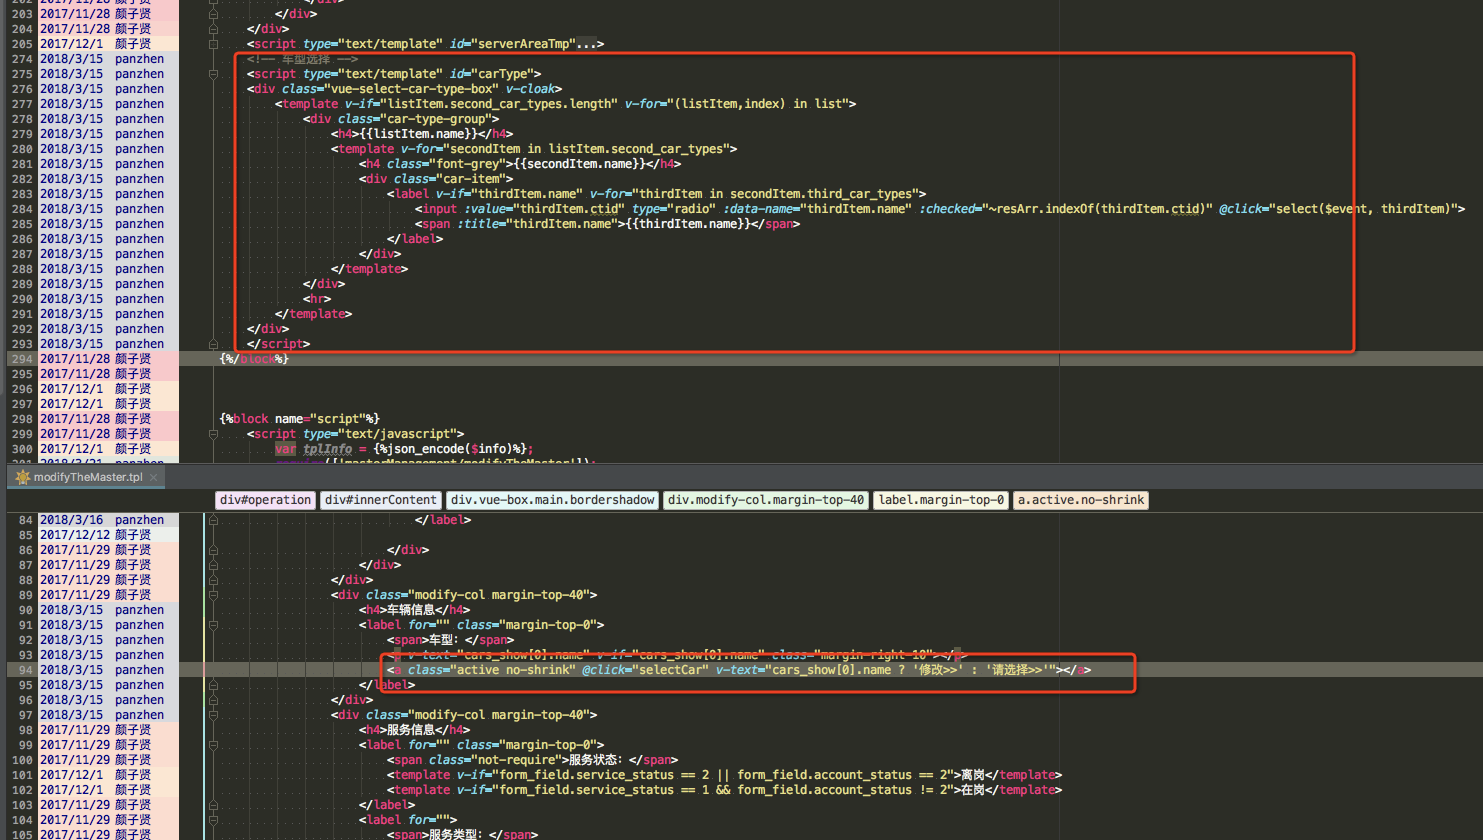 202 2017/11/28 颜子贤 </div>
203 2017/11/28 颜子贤 </div>
204 2017/11/28 颜子贤 </div>
205 2017/12/1 颜子贤 <script type="text/template" id="serverAreaTmp"...>
274 2018/3/15 panzhen <!-- 车型选择 -->
275 2018/3/15 panzhen <script type="text/template" id="carType">
276 2018/3/15 panzhen <div class="vue-select-car-type-box" v-cloak>
277 2018/3/15 panzhen <template v-if="listItem.second_car_types.length" v-for="(listItem,index) in list">
278 2018/3/15 panzhen <div class="car-type-group">
279 2018/3/15 panzhen <h4>{{listItem.name}}</h4>
280 2018/3/15 panzhen <template v-for="secondItem in listItem.second_car_types">
281 2018/3/15 panzhen <h4 class="font-grey">{{secondItem.name}}</h4>
282 2018/3/15 panzhen <div class="car-item">
283 2018/3/15 panzhen <label v-if="thirdItem.name" v-for="thirdItem in secondItem.third_car_types">
284 2018/3/15 panzhen <input :value="thirdItem.ctid" type="radio" :data-name="thirdItem.name" :checked="~resArr.indexOf(thirdItem.ctid)" @click="select($event, thirdItem)">
285 2018/3/15 panzhen <span :title="thirdItem.name">{{thirdItem.name}}</span>
286 2018/3/15 panzhen </label>
287 2018/3/15 panzhen </div>
288 2018/3/15 panzhen </template>
289 2018/3/15 panzhen </div>
290 2018/3/15 panzhen <hr>
291 2018/3/15 panzhen </template>
292 2018/3/15 panzhen </div>
293 2018/3/15 panzhen </script>
294 2017/11/28 颜子贤 {%/block%}
295 2017/11/28 颜子贤
296 2017/12/1 颜子贤
297 2017/12/1 颜子贤
298 2017/11/28 颜子贤 {%block name="script"%}
299 2017/11/28 颜子贤 <script type="text/javascript">
300 2017/12/1 颜子贤 var tplInfo = {%json_encode($info)%};
modifyTheMaster.tpl
div#operation div#innerContent div.vue-box.main.bordershadow div.modify-col.margin-top-40 label.margin-top-0 a.active.no-shrink
84 2018/3/16 panzhen </label>
85 2017/12/12 颜子贤
86 2017/11/29 颜子贤 </div>
87 2017/11/29 颜子贤 </div>
88 2017/11/29 颜子贤 </div>
89 2017/11/29 颜子贤 <div class="modify-col margin-top-40">
90 2018/3/15 panzhen <h4>车辆信息</h4>
91 2018/3/15 panzhen <label for="" class="margin-top-0">
92 2018/3/15 panzhen <span>车型：</span>
93 2018/3/15 panzhen v-text="cars_show[0].name" v-if="cars_show[0].name" class="margin-right-10"></
94 2018/3/15 panzhen <a class="active no-shrink" @click="selectCar" v-text="cars_show[0].name ? '修改>>' : '请选择>>'"></a>
95 2018/3/15 panzhen </label>
96 2018/3/15 panzhen </div>
97 2018/3/15 panzhen <div class="modify-col margin-top-40">
98 2017/11/29 颜子贤 <h4>服务信息</h4>
99 2017/11/29 颜子贤 <label for="" class="margin-top-0">
100 2017/11/29 颜子贤 <span class="not-require">服务状态：</span>
101 2017/12/1 颜子贤 <template v-if="form_field.service_status == 2 || form_field.account_status == 2">离岗</template>
102 2017/12/1 颜子贤 <template v-if="form_field.service_status == 1 && form_field.account_status != 2">在岗</template>
103 2017/11/29 颜子贤 </label>
104 2017/11/29 颜子贤 <label for="">
105 2017/11/29 颜子贤 <span>服务类型：</span>